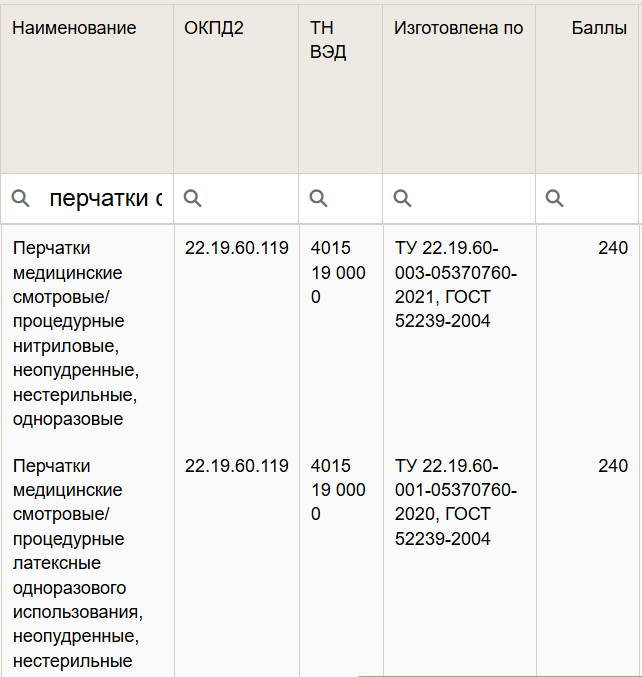 Наименование
ОКПД2
ТН
ВЭД
Изготовлена по
Баллы
перчатки с
Перчатки
медицинские
смотровые/
процедурные
нитриловые,
неопудренные,
нестерильные,
одноразовые
22.19.60.119
4015
19 000
0
ТУ 22.19.60-
003-05370760-
2021, ГОСТ
52239-2004
240
Перчатки
медицинские
смотровые/
процедурные
латексные
одноразового
использования,
неопудренные,
нестерильные
22.19.60.119
4015
19 000
0
ТУ 22.19.60-
001-05370760-
2020, ГОСТ
52239-2004
240